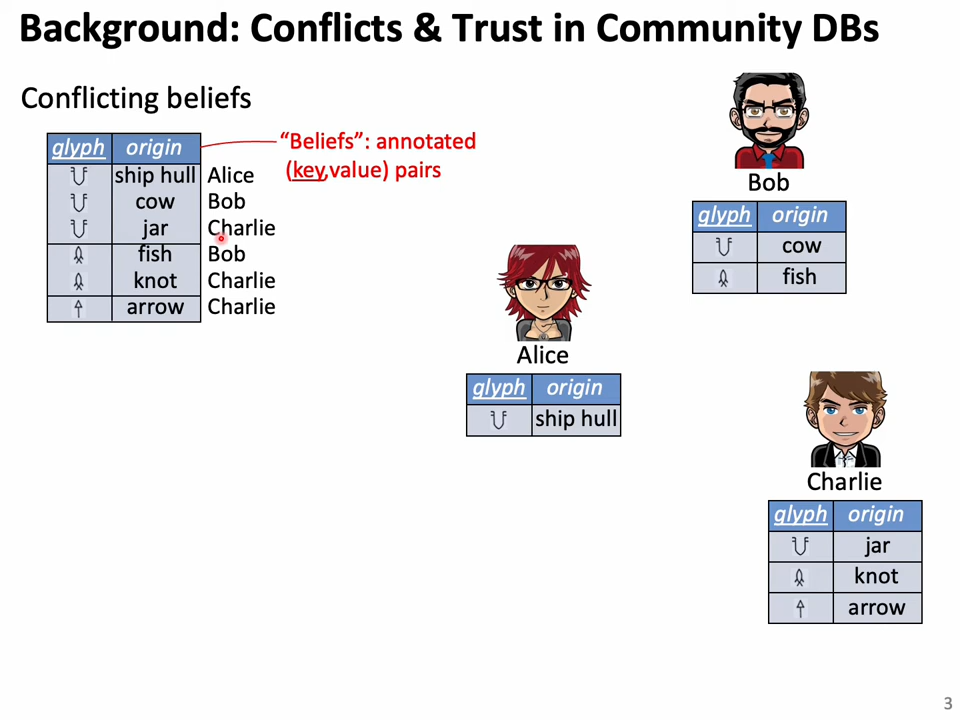 Background: Conflicts & Trust in Community DBs
Conflicting beliefs
glyph origin
ship hull Alice
cow Bob
jar Charlie
fish Bob
knot Charlie
arrow Charlie
“Beliefs”: annotated
(key,value) pairs
Bob
glyph origin
cow
fish
Alice
glyph origin
ship hull
Charlie
glyph origin
jar
knot
arrow
3